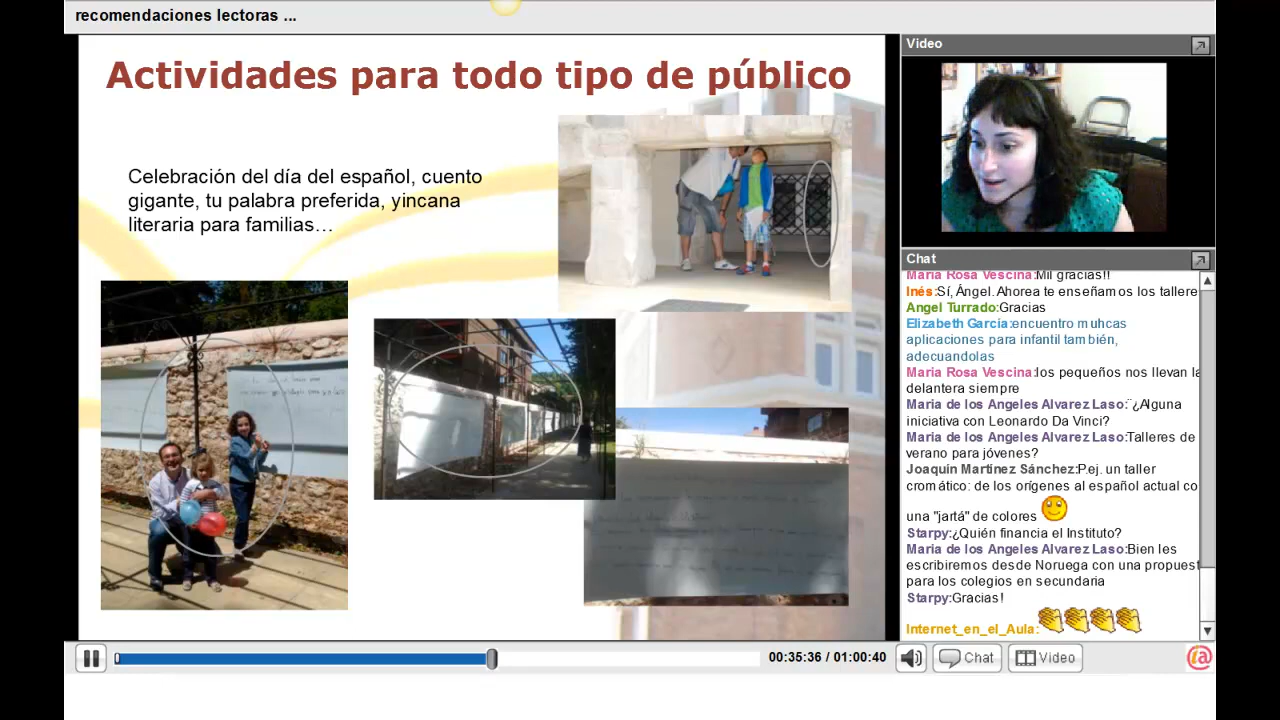 recomendaciones lectoras ...
Actividades para todo tipo de público
Celebración del día del español, cuento
gigante, tu palabra preferida, yincana
literaria para familias…
Video
Chat
Maria Rosa Vescina:Mil gracias!!
Inés:Sí, Ángel. Ahorea te enseñamos los tallere
Angel Turrado:Gracias
Elizabeth García:encuentro muhcas
aplicaciones para infantil también,
adecuandolas
Maria Rosa Vescina:los pequeños nos llevan la
delantera siempre
Maria de los Angeles Alvarez Laso:¨¿Alguna
iniciativa con Leonardo Da Vinci?
Maria de los Angeles Alvarez Laso:Talleres de
verano para jóvenes?
Joaquín Martínez Sánchez:P.ej. un taller
cromático: de los orígenes al español actual co
una "jartá" de colores
Starpy:¿Quién financia el Instituto?
Maria de los Angeles Alvarez Laso:Bien les
escribiremos desde Noruega con una propuest
para los colegios en secundaria
Starpy:Gracias!
Internet_en_el_Aula:
00:35:36 / 01:00:40
Chat
Video